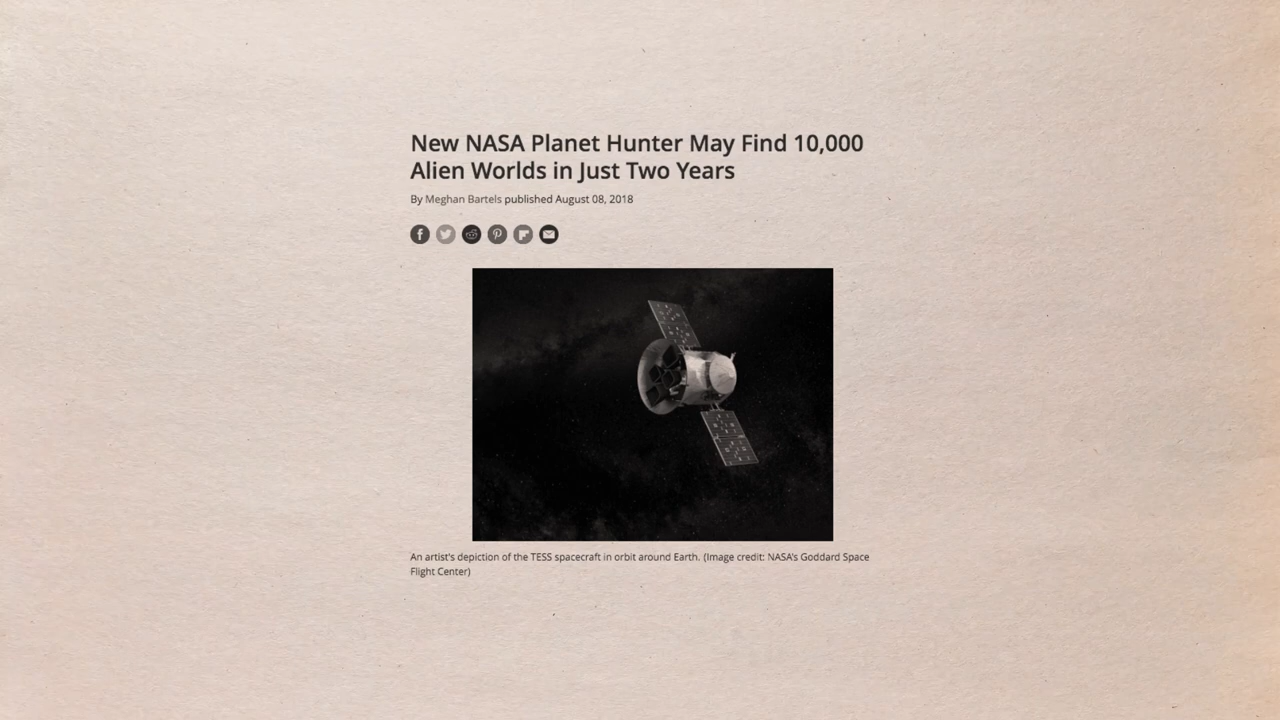 New NASA Planet Hunter May Find 10,000
Alien Worlds in Just Two Years
By Meghan Bartels published August 08, 2018
An artist's depiction of the TESS spacecraft in orbit around Earth. (Image credit: NASA's Goddard Space
Flight Center)